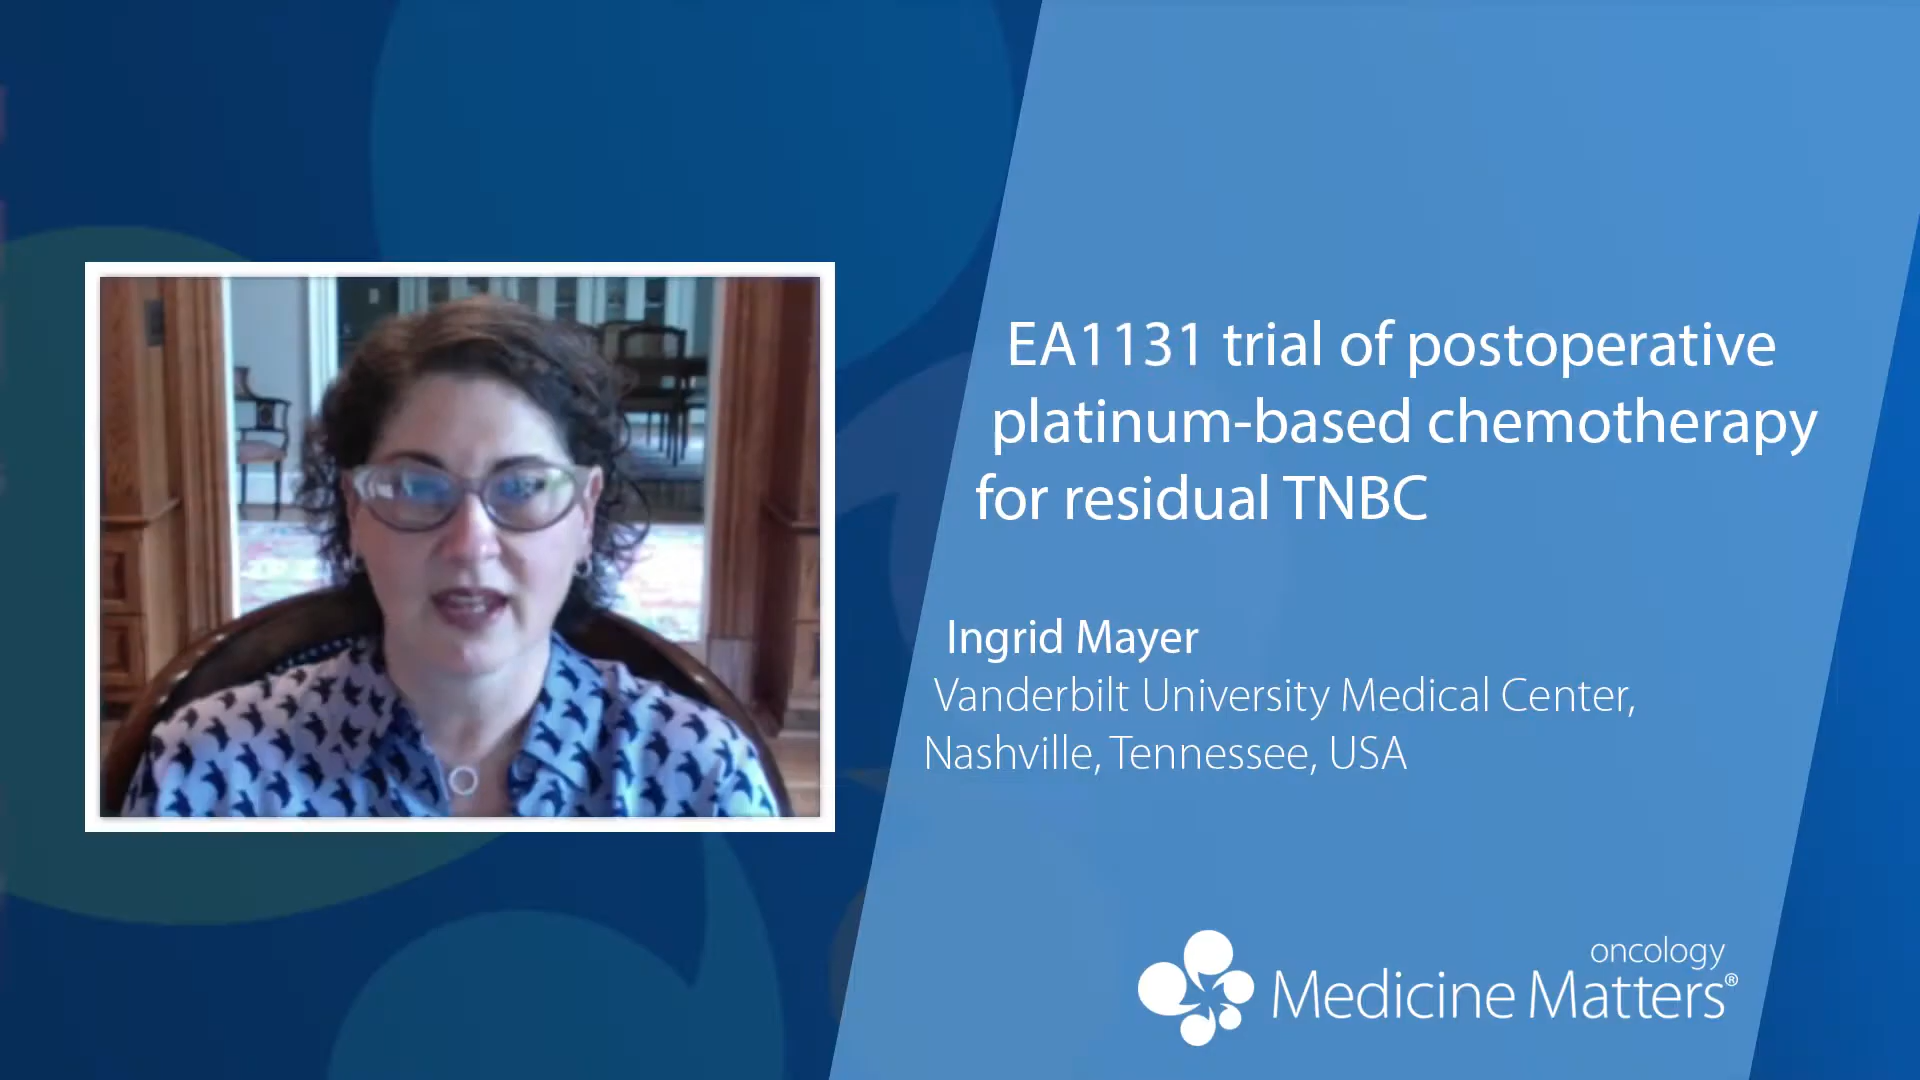 EA1131 trial of postoperative
platinum-based chemotherapy
for residual TNBC
Ingrid Mayer
Vanderbilt University Medical Center,
Nashville, Tennessee, USA
oncology
Medicine Matters®